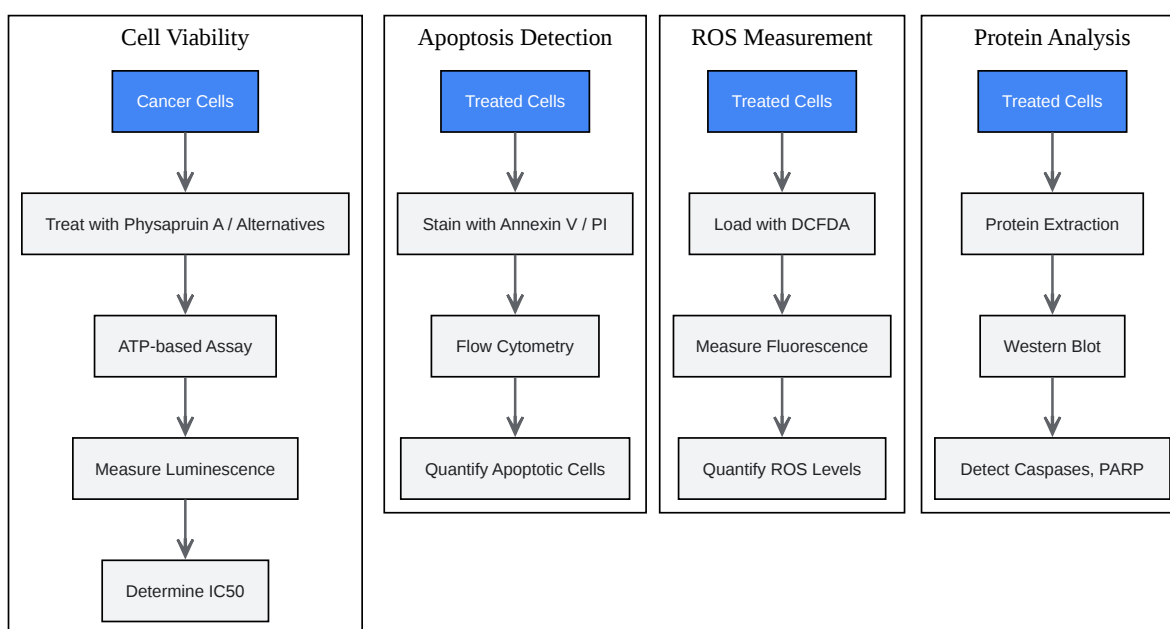 Cell Viability
Cancer Cells
Treat with Physapruin A / Alternatives
ATP-based Assay
Measure Luminescence
Determine IC50
Apoptosis Detection
Treated Cells
Stain with Annexin V / PI
Flow Cytometry
Quantify Apoptotic Cells
ROS Measurement
Treated Cells
Load with DCFDA
Measure Fluorescence
Quantify ROS Levels
Protein Analysis
Treated Cells
Protein Extraction
Western Blot
Detect Caspases, PARP